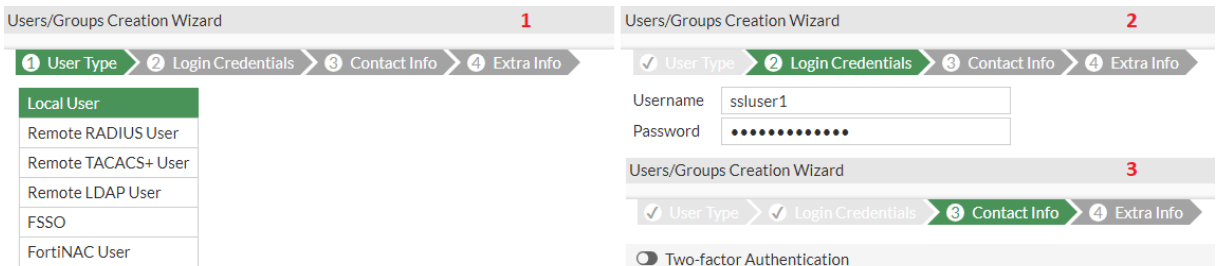 Users/Groups Creation Wizard 1
1 User Type 2 Login Credentials 3 Contact Info 4 Extra Info
Local User
Remote RADIUS User
Remote TACACS+ User
Remote LDAP User
FSSO
FortiNAC User
Users/Groups Creation Wizard 2
✓ User Type 2 Login Credentials 3 Contact Info 4 Extra Info
Username ssluser1
Password •••••••••••••
Users/Groups Creation Wizard 3
✓ User Type ✓ Login Credentials 3 Contact Info 4 Extra Info
Two-factor Authentication